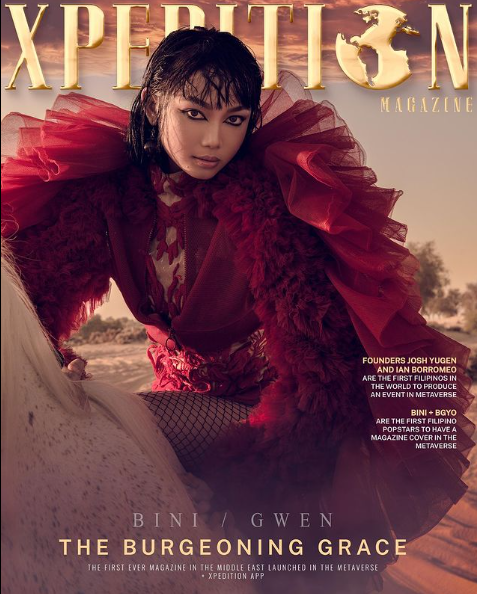 XPEDITION
MAGAZINE
FOUNDERS JOSH YUGEN
AND IAN BORROMEO
ARE THE FIRST FILIPINOS IN
THE WORLD TO PRODUCE
AN EVENT IN METAVERSE
BINI + BGYO
ARE THE FIRST FILIPINO
POPSTARS TO HAVE A
MAGAZINE COVER IN THE
METAVERSE
BINI / GWEN
THE BURGEONING GRACE
THE FIRST EVER MAGAZINE IN THE MIDDLE EAST LAUNCHED IN THE METAVERSE
+ XPEDITION APP